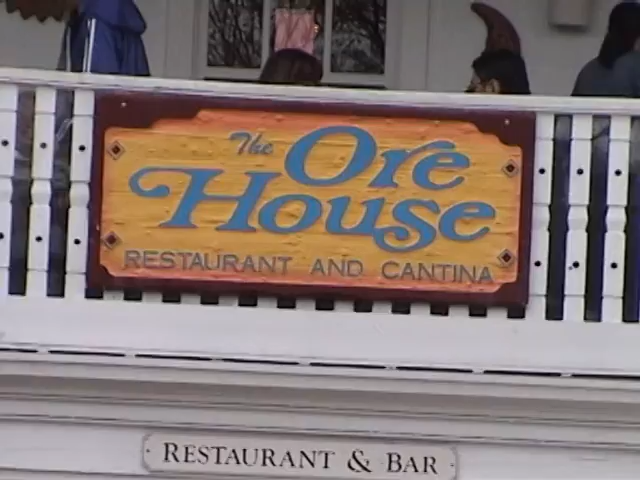 The Ore
House
RESTAURANT AND CANTINA
RESTAURANT & BAR